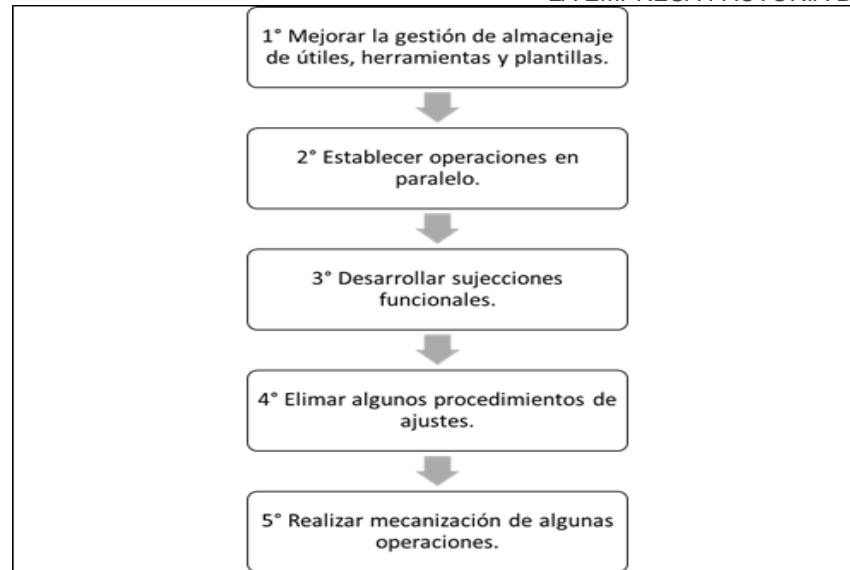 1° Mejorar la gestión de almacenaje
de útiles, herramientas y plantillas.
2° Establecer operaciones en
paralelo.
3° Desarrollar sujecciones
funcionales.
4° Elimar algunos procedimientos de
ajustes.
5° Realizar mecanización de algunas
operaciones.